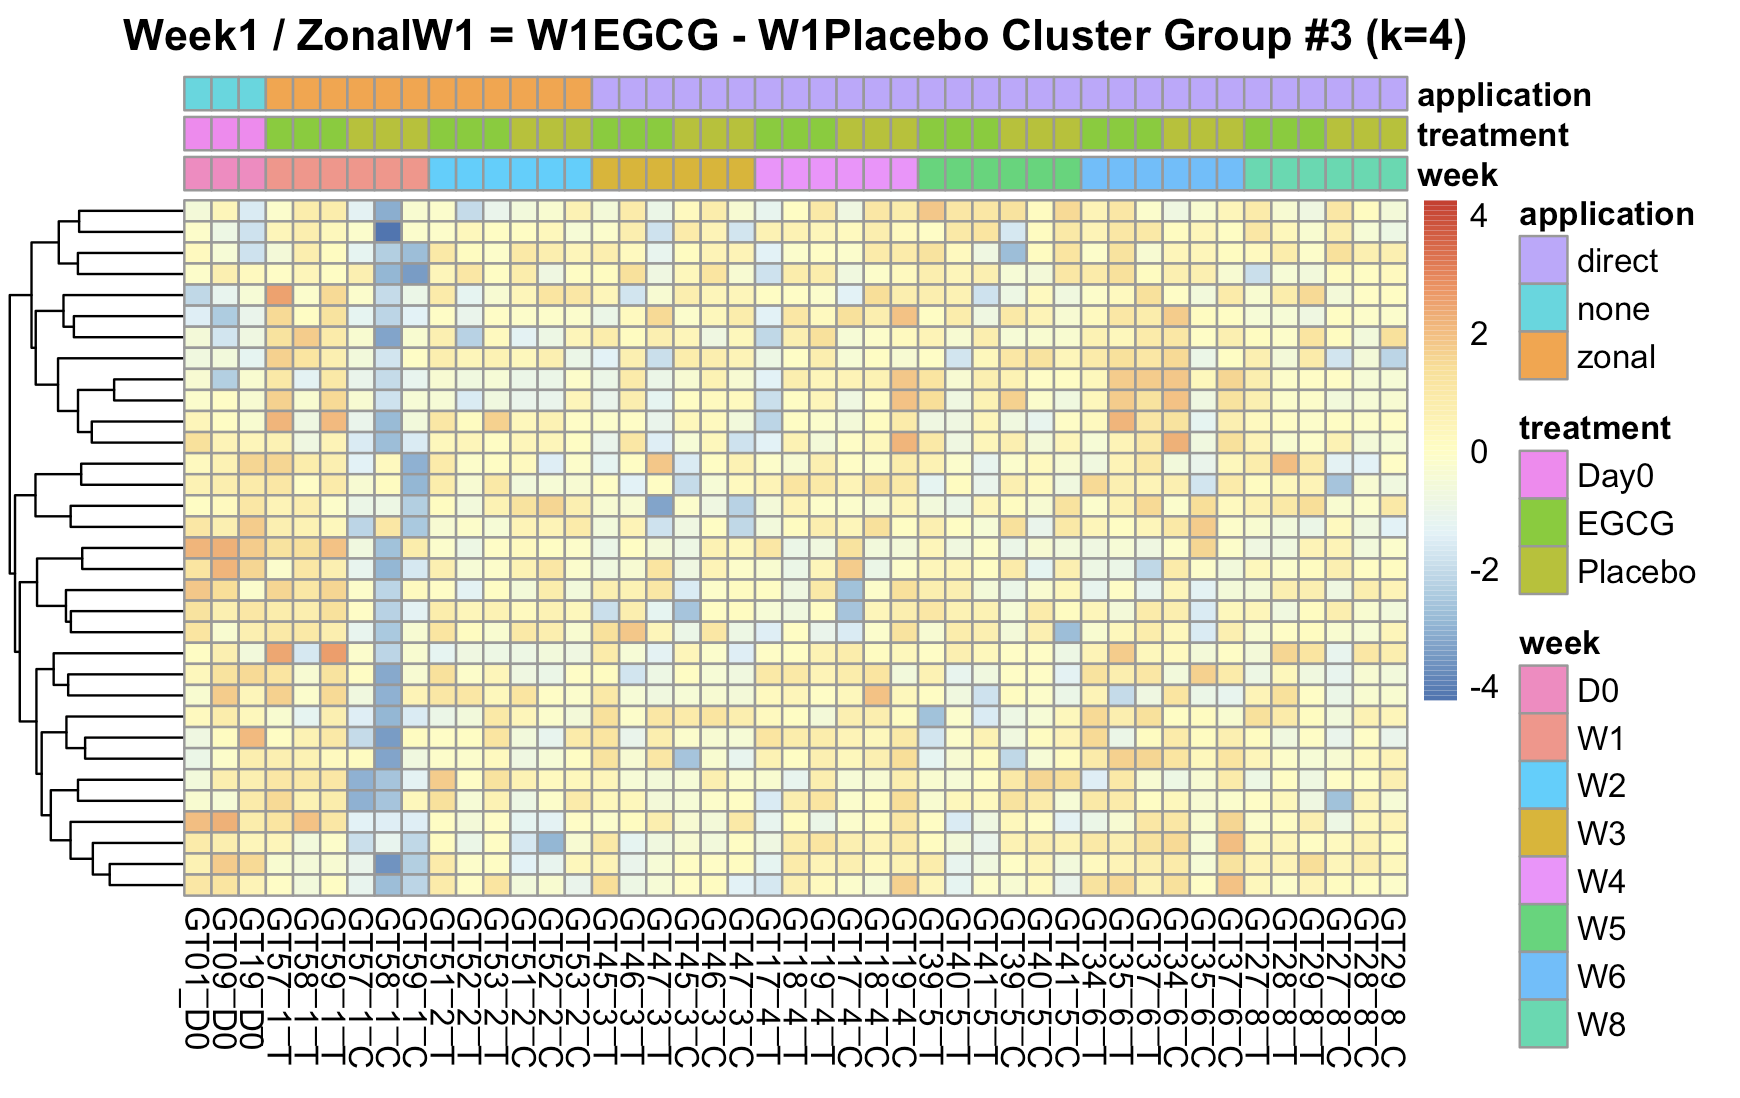 Week1 / ZonalW1 = W1EGCG - W1Placebo Cluster Group #3 (k=4)
application
treatment
week
4
2
0
-2
-4
application
direct
none
zonal
treatment
Day0
EGCG
Placebo
week
D0
W1
W2
W3
W4
W5
W6
W8
GT01_D0
GT09_D0
GT19_D0
GT57_1_T
GT58_1_T
GT59_1_T
GT57_1_C
GT58_1_C
GT59_1_C
GT51_2_T
GT52_2_T
GT53_2_T
GT51_2_C
GT52_2_C
GT53_2_C
GT45_3_T
GT46_3_T
GT47_3_T
GT45_3_C
GT46_3_C
GT47_3_C
GT17_4_T
GT18_4_T
GT19_4_T
GT17_4_C
GT18_4_C
GT19_4_C
GT39_5_T
GT40_5_T
GT41_5_T
GT39_5_C
GT40_5_C
GT41_5_C
GT34_6_T
GT35_6_T
GT37_6_T
GT34_6_C
GT35_6_C
GT37_6_C
GT27_8_T
GT28_8_T
GT29_8_T
GT27_8_C
GT28_8_C
GT29_8_C